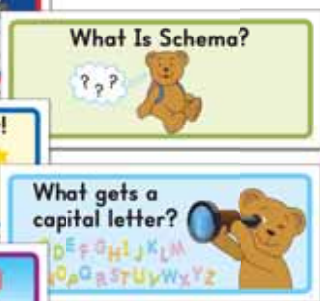 What Is Schema?
? ? ?
!
What gets a
capital letter?
D E F G H I J K L M
N O P Q R S T U V W X Y Z